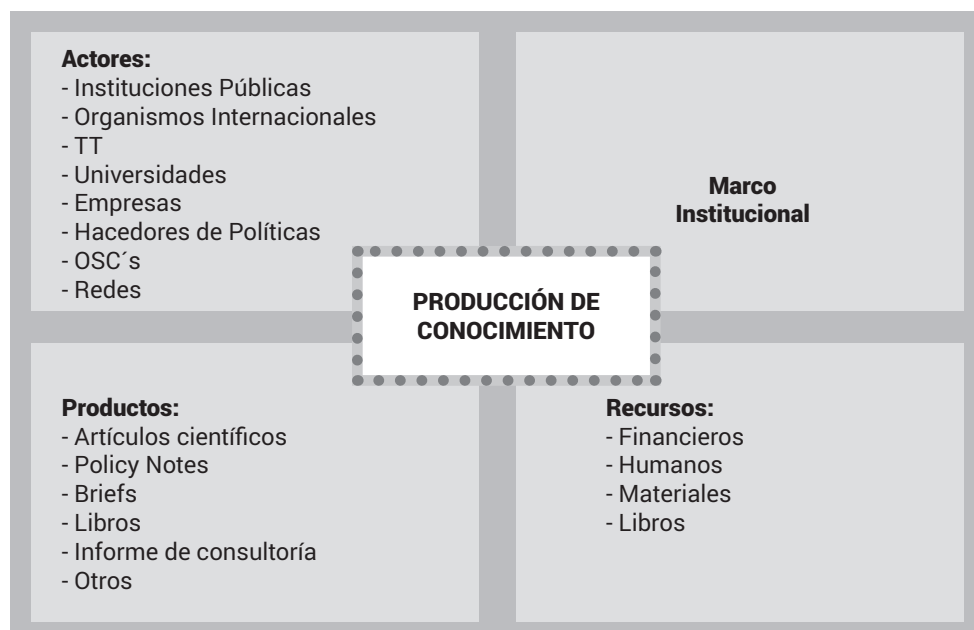 Actores:
- Instituciones Públicas
- Organismos Internacionales
- TT
- Universidades
- Empresas
- Hacedores de Políticas
- OSC´s
- Redes
Marco
Institucional
PRODUCCIÓN DE
CONOCIMIENTO
Productos:
- Artículos científicos
- Policy Notes
- Briefs
- Libros
- Informe de consultoría
- Otros
Recursos:
- Financieros
- Humanos
- Materiales
- Libros